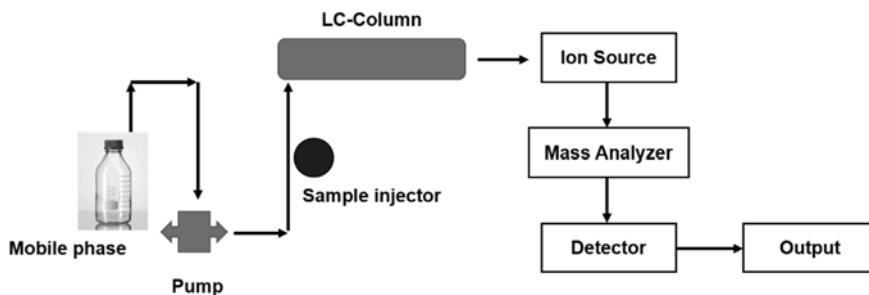 LC-Column
Ion Source
Mass Analyzer
Sample injector
Mobile phase
Detector
Output
Pump